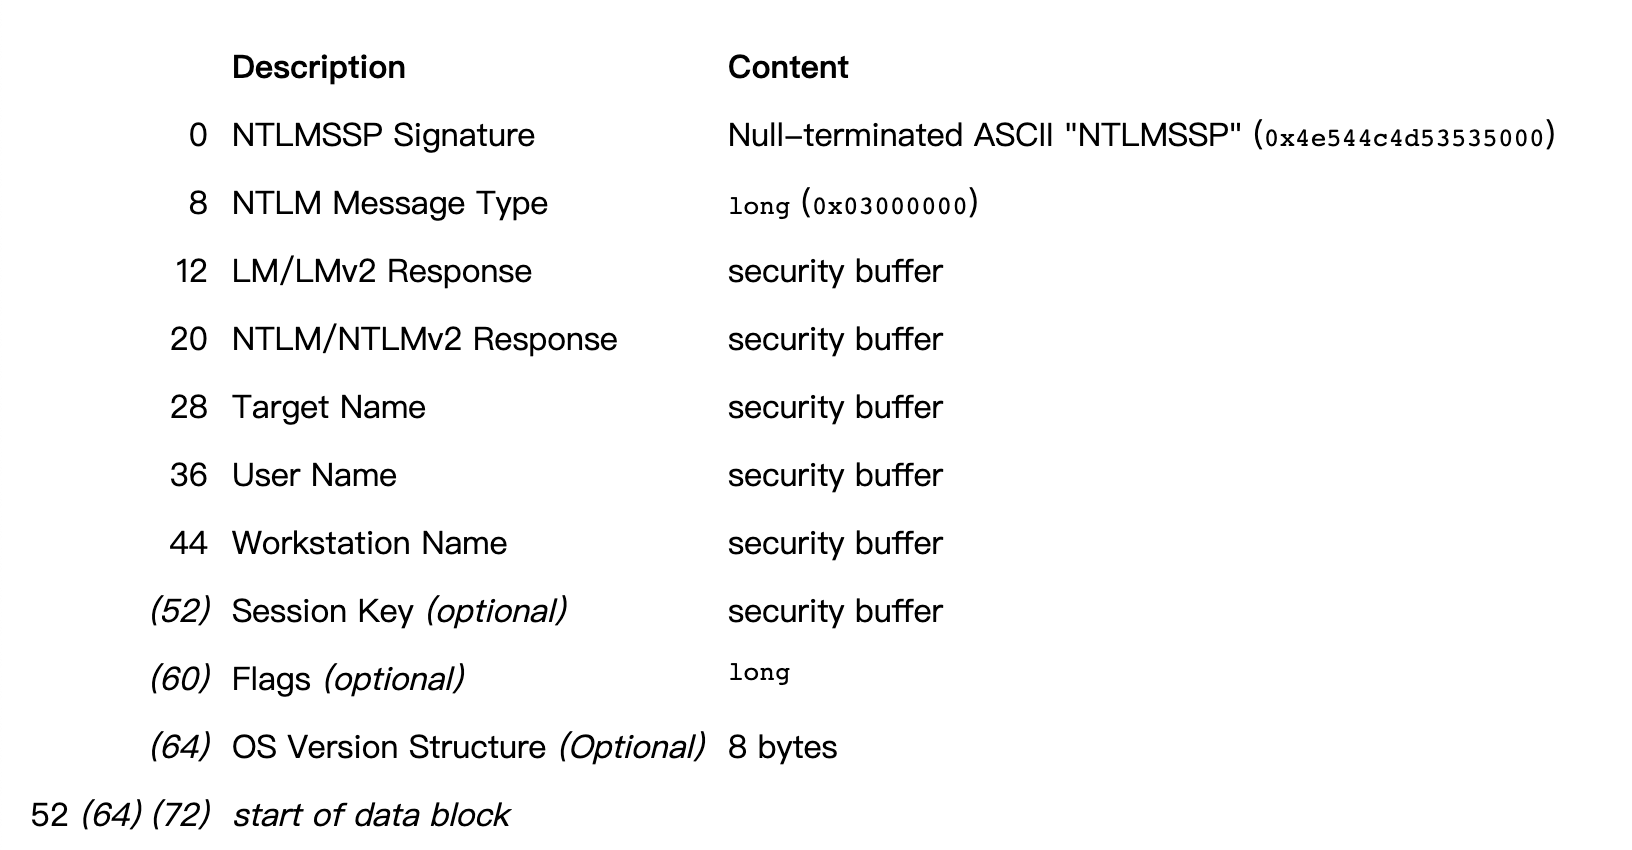 Description Content
0 NTLMSSP Signature Null-terminated ASCII "NTLMSSP" (0x4e544c4d53535000)
8 NTLM Message Type long (0x03000000)
12 LM/LMv2 Response security buffer
20 NTLM/NTLMv2 Response security buffer
28 Target Name security buffer
36 User Name security buffer
44 Workstation Name security buffer
(52) Session Key (optional) security buffer
(60) Flags (optional) long
(64) OS Version Structure (Optional) 8 bytes
52 (64) (72) start of data block